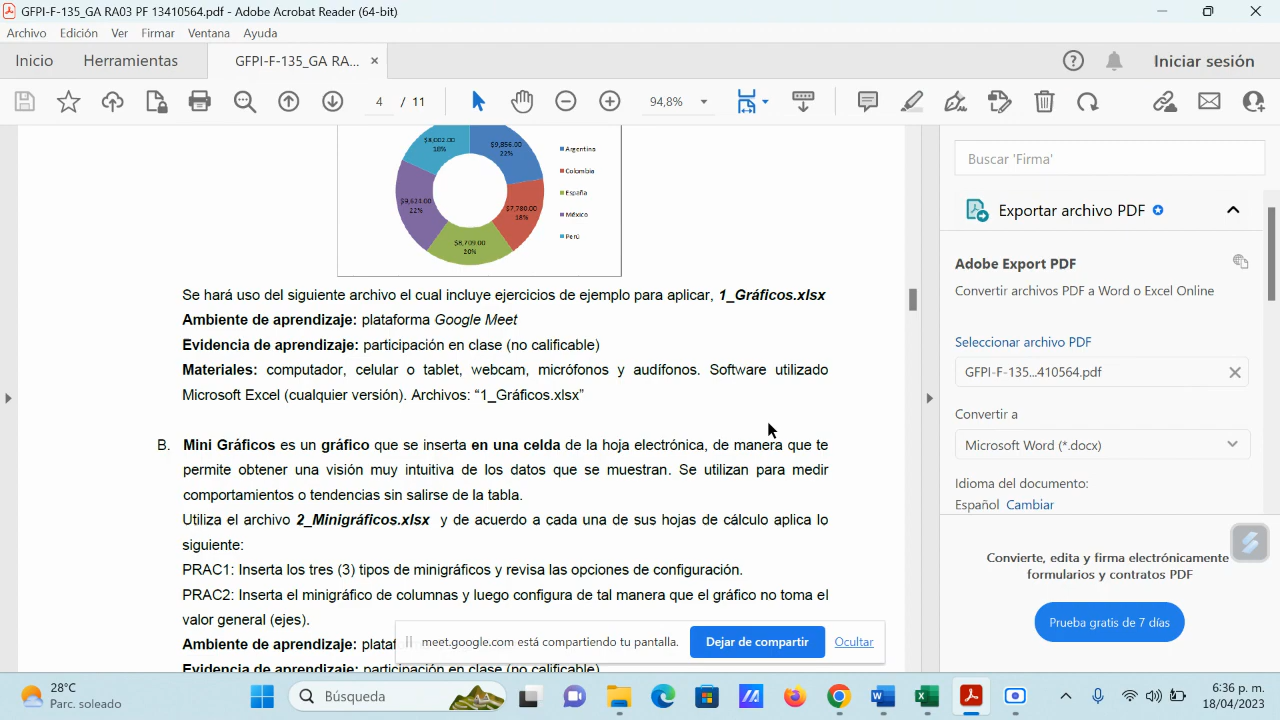 GFPI-F-135_GA RA03 PF 13410564.pdf - Adobe Acrobat Reader (64-bit)
Archivo Edición Ver Firmar Ventana Ayuda
Inicio Herramientas GFPI-F-135_GA RA... Iniciar sesión
4 / 11 94,8%
$8,002.00
18%
$9,856.00
22%
Argentina
Colombia
España
México
Perú
22%
$7,780.00
18%
$8,709.00
20%
Se hará uso del siguiente archivo el cual incluye ejercicios de ejemplo para aplicar, 1_Gráficos.xlsx
Ambiente de aprendizaje: plataforma Google Meet
Evidencia de aprendizaje: participación en clase (no calificable)
Materiales: computador, celular o tablet, webcam, micrófonos y audífonos. Software utilizado
Microsoft Excel (cualquier versión). Archivos: “1_Gráficos.xlsx”
B. Mini Gráficos es un gráfico que se inserta en una celda de la hoja electrónica, de manera que te
permite obtener una visión muy intuitiva de los datos que se muestran. Se utilizan para medir
comportamientos o tendencias sin salirse de la tabla.
Utiliza el archivo 2_Minigráficos.xlsx y de acuerdo a cada una de sus hojas de cálculo aplica lo
siguiente:
PRAC1: Inserta los tres (3) tipos de minigráficos y revisa las opciones de configuración.
PRAC2: Inserta el minigráfico de columnas y luego configura de tal manera que el gráfico no toma el
valor general (ejes).
Ambiente de aprendizaje: plata
Evidencia de aprendizaje: participación en clase (no calificable)
meet.google.com está compartiendo tu pantalla. Dejar de compartir Ocultar
Buscar 'Firma'
Exportar archivo PDF
Adobe Export PDF
Convertir archivos PDF a Word o Excel Online
Seleccionar archivo PDF
GFPI-F-135...410564.pdf
Convertir a
Microsoft Word (*.docx)
Idioma del documento:
Español Cambiar
Convierte, edita y firma electrónicamente
formularios y contratos PDF
Prueba gratis de 7 días
28°C
Parc. soleado
Búsqueda
6:36 p. m.
18/04/2023